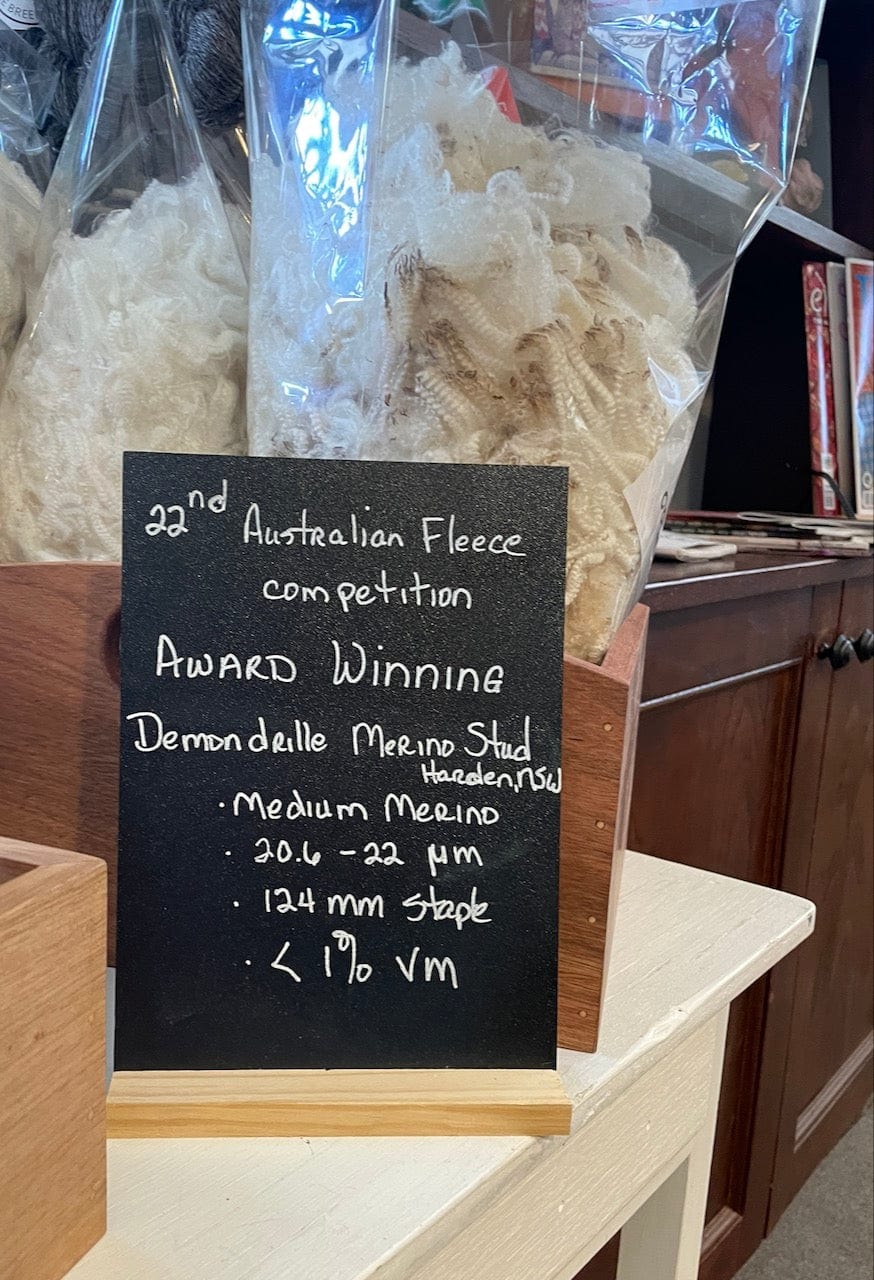 22nd Australian Fleece
competition
AWARD Winning
Demondrille Merino Stud
Harden, NSW
· Medium Merino
· 20.6 - 22 µm
· 124 mm staple
· < 1% vm